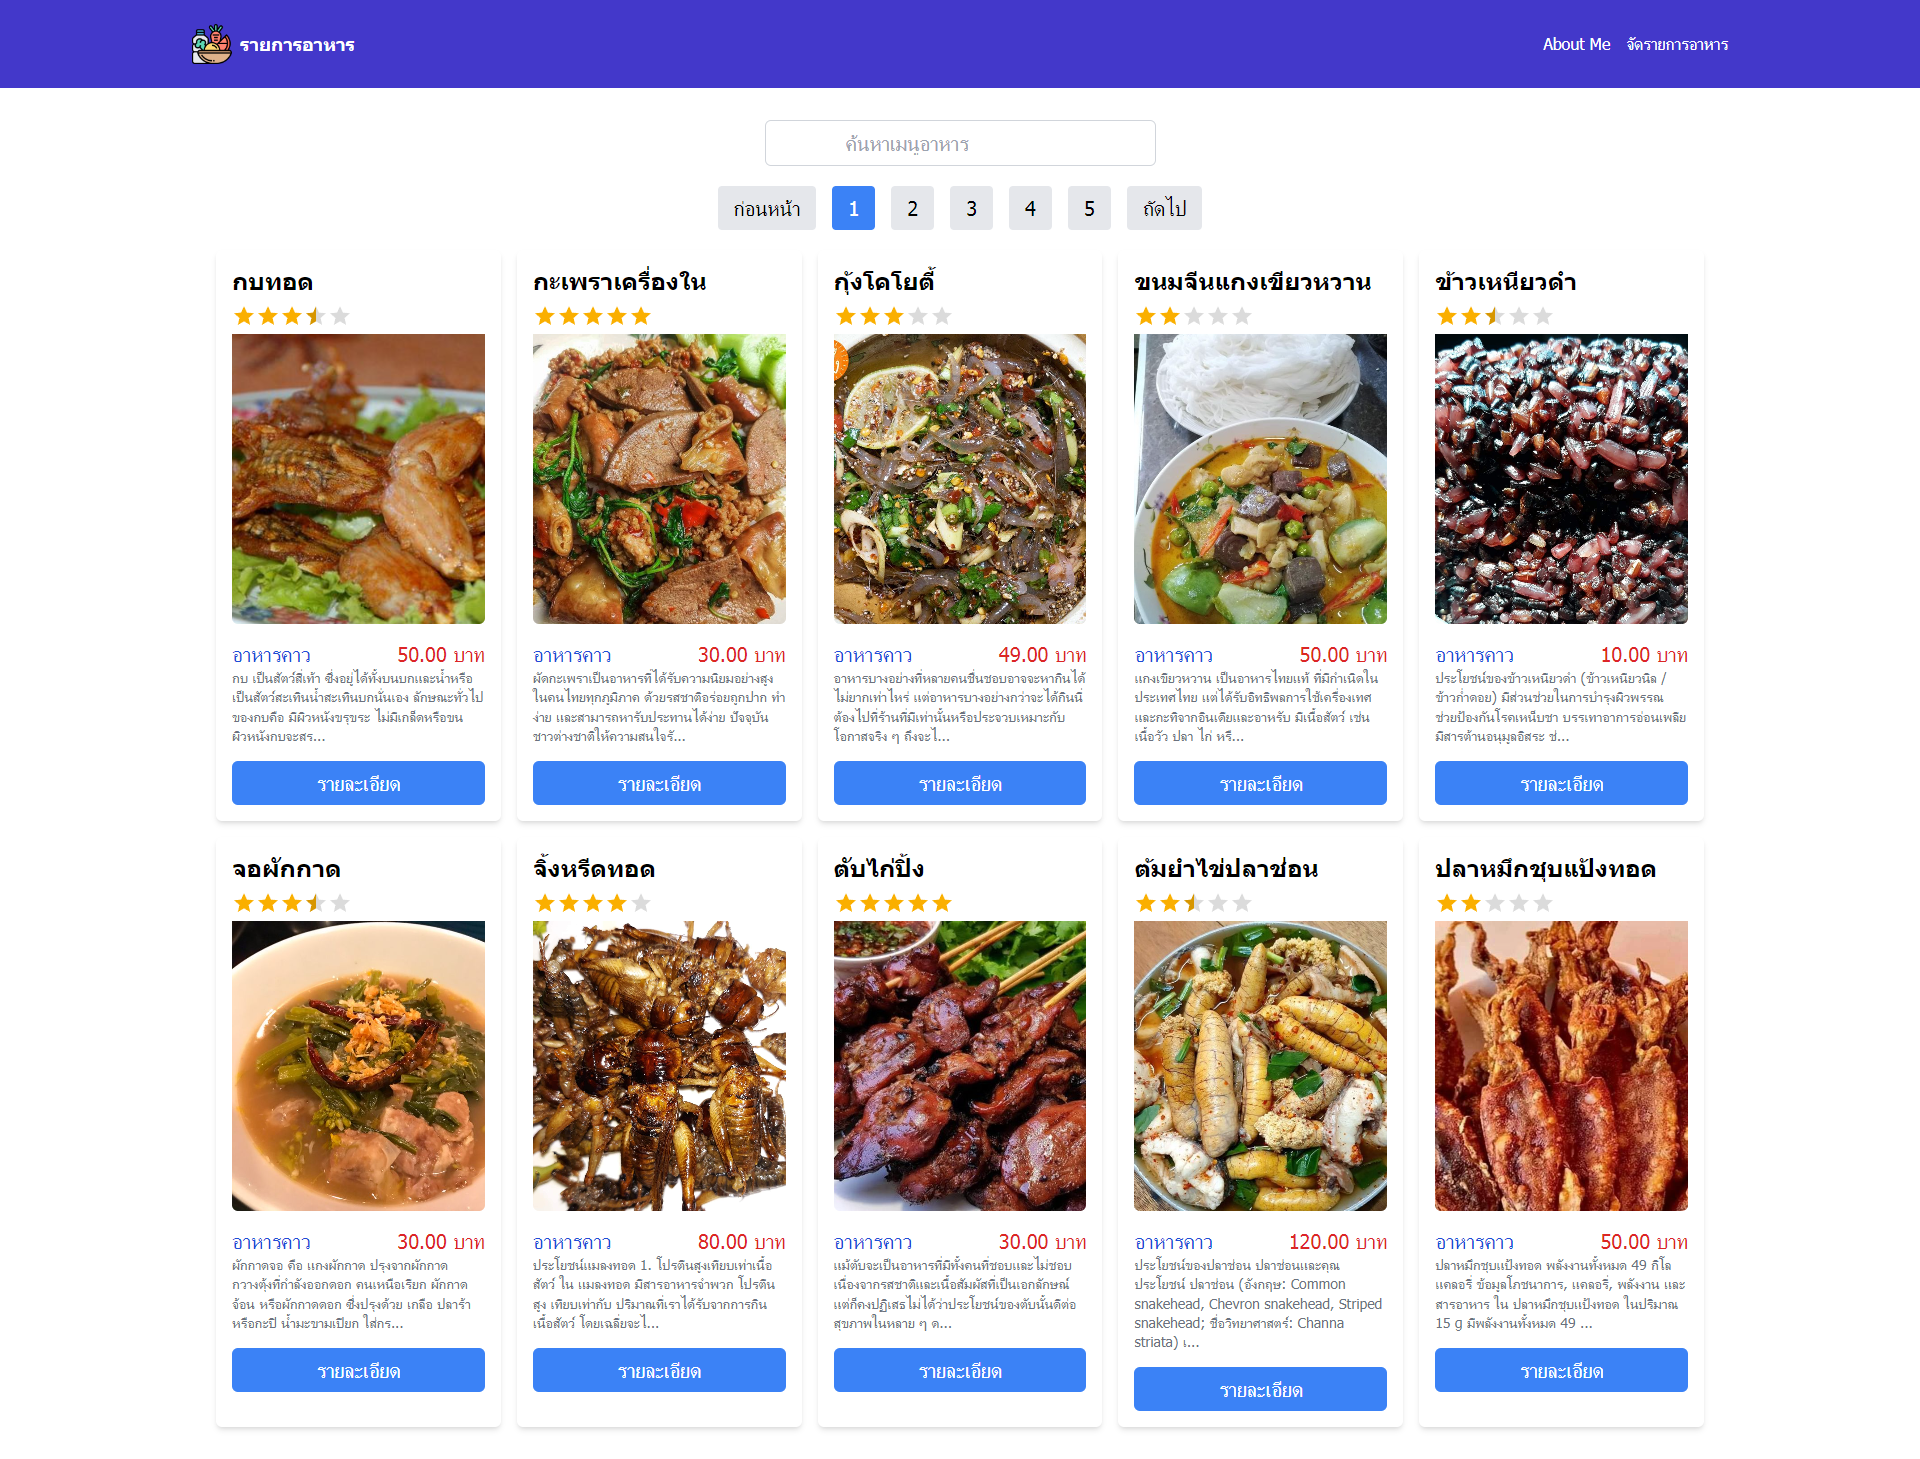 รายการอาหาร
About Me จัดรายการอาหาร
ค้นหาเมนูอาหาร
ก่อนหน้า 1 2 3 4 5 ถัดไป
กบทอด
อาหารคาว 50.00 บาท
กบ เป็นสัตว์สี่เท้า ซึ่งอยู่ได้ทั้งบนบกและน้ำหรือ
เป็นสัตว์สะเทินน้ำสะเทินบกนั่นเอง ลักษณะทั่วไป
ของกบคือ มีผิวหนังขรุขระ ไม่มีเกล็ดหรือขน
ผิวหนังกบจะสร...
รายละเอียด
กะเพราเครื่องใน
อาหารคาว 30.00 บาท
ผัดกะเพราเป็นอาหารที่ได้รับความนิยมอย่างสูง
ในคนไทยทุกภูมิภาค ด้วยรสชาติอร่อยถูกปาก ทำ
ง่าย และสามารถหารับประทานได้ง่าย ปัจจุบัน
ชาวต่างชาติให้ความสนใจรั...
รายละเอียด
กุ้งโคโยตี้
อาหารคาว 49.00 บาท
อาหารบางอย่างที่หลายคนชื่นชอบอาจจะหากินได้
ไม่ยากเท่าไหร่ แต่อาหารบางอย่างกว่าจะได้กินนี่
ต้องไปที่ร้านที่มีเท่านั้นหรือประจวบเหมาะกับ
โอกาสจริง ๆ ถึงจะไ...
รายละเอียด
ขนมจีนแกงเขียวหวาน
อาหารคาว 50.00 บาท
แกงเขียวหวาน เป็นอาหารไทยแท้ ที่มีกำเนิดใน
ประเทศไทย แต่ได้รับอิทธิพลการใช้เครื่องเทศ
และกะทิจากอินเดียและอาหรับ มีเนื้อสัตว์ เช่น
เนื้อวัว ปลา ไก่ หรื...
รายละเอียด
ข้าวเหนียวดำ
อาหารคาว 10.00 บาท
ประโยชน์ของข้าวเหนียวดำ (ข้าวเหนียวนิล /
ข้าวก่ำดอย) มีส่วนช่วยในการบำรุงผิวพรรณ
ช่วยป้องกันโรคเหน็บชา บรรเทาอาการอ่อนเพลีย
มีสารต้านอนุมูลอิสระ ช่...
รายละเอียด
จอผักกาด
อาหารคาว 30.00 บาท
ผักกาดจอ คือ แกงผักกาด ปรุงจากผักกาด
กวางตุ้งที่กำลังออกดอก คนเหนือเรียก ผักกาด
จ้อน หรือผักกาดดอก ซึ่งปรุงด้วย เกลือ ปลาร้า
หรือกะปิ น้ำมะขามเปียก ใส่กร...
รายละเอียด
จิ้งหรีดทอด
อาหารคาว 80.00 บาท
ประโยชน์แมลงทอด 1. โปรตีนสูงเทียบเท่าเนื้อ
สัตว์ ใน แมลงทอด มีสารอาหารจำพวก โปรตีน
สูง เทียบเท่ากับ ปริมาณที่เราได้รับจากการกิน
เนื้อสัตว์ โดยเฉลี่ยจะไ...
รายละเอียด
ตับไก่ปิ้ง
อาหารคาว 30.00 บาท
แม้ตับจะเป็นอาหารที่มีทั้งคนที่ชอบและไม่ชอบ
เนื่องจากรสชาติและเนื้อสัมผัสที่เป็นเอกลักษณ์
แต่ก็คงปฏิเสธไม่ได้ว่าประโยชน์ของตับนั้นดีต่อ
สุขภาพในหลาย ๆ ด...
รายละเอียด
ต้มยำไข่ปลาช่อน
อาหารคาว 120.00 บาท
ประโยชน์ของปลาช่อน ปลาช่อนและคุณ
ประโยชน์ ปลาช่อน (อังกฤษ: Common
snakehead, Chevron snakehead, Striped
snakehead; ชื่อวิทยาศาสตร์: Channa
striata) เ...
รายละเอียด
ปลาหมึกชุบแป้งทอด
อาหารคาว 50.00 บาท
ปลาหมึกชุบแป้งทอด พลังงานทั้งหมด 49 กิโล
แคลอรี่ ข้อมูลโภชนาการ, แคลอรี่, พลังงาน และ
สารอาหาร ใน ปลาหมึกชุบแป้งทอด ในปริมาณ
15 g มีพลังงานทั้งหมด 49 ...
รายละเอียด